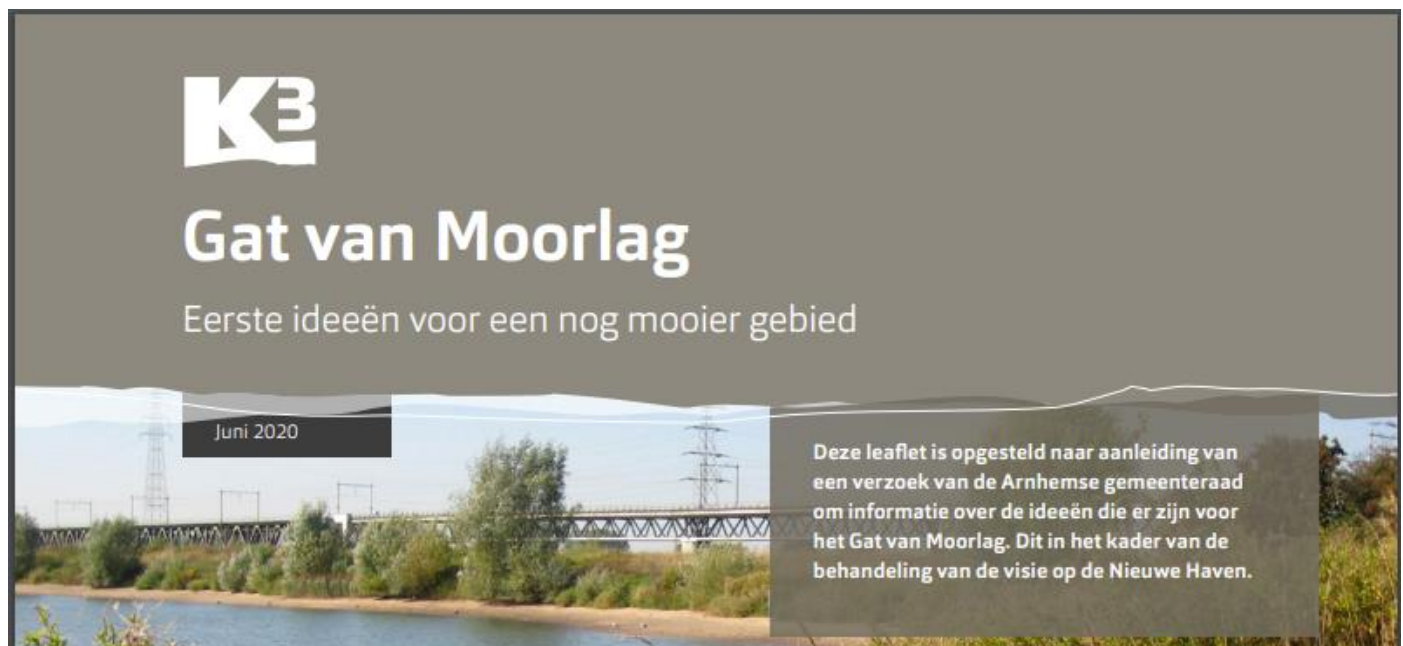 K3
Gat van Moorlag
Eerste ideeën voor een nog mooier gebied
Juni 2020
Deze leaflet is opgesteld naar aanleiding van
een verzoek van de Arnhemse gemeenteraad
om informatie over de ideeën die er zijn voor
het Gat van Moorlag. Dit in het kader van de
behandeling van de visie op de Nieuwe Haven.